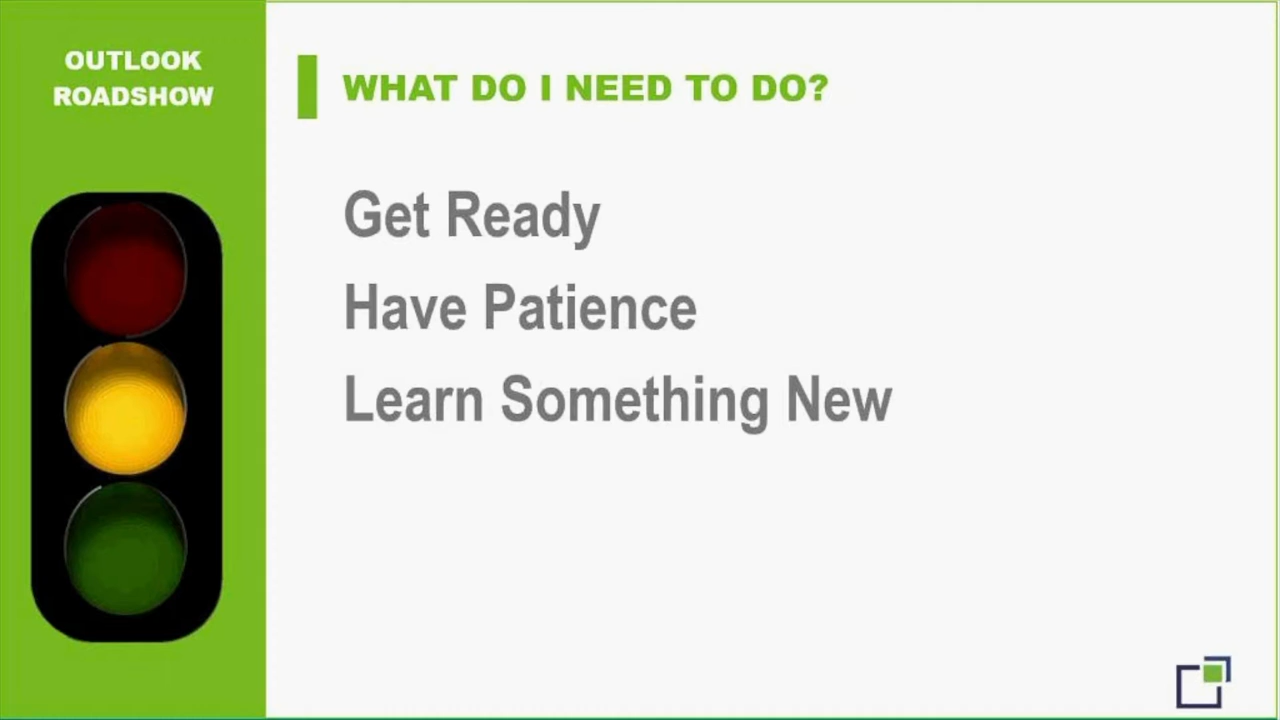 OUTLOOK
ROADSHOW
WHAT DO I NEED TO DO?
Get Ready
Have Patience
Learn Something New